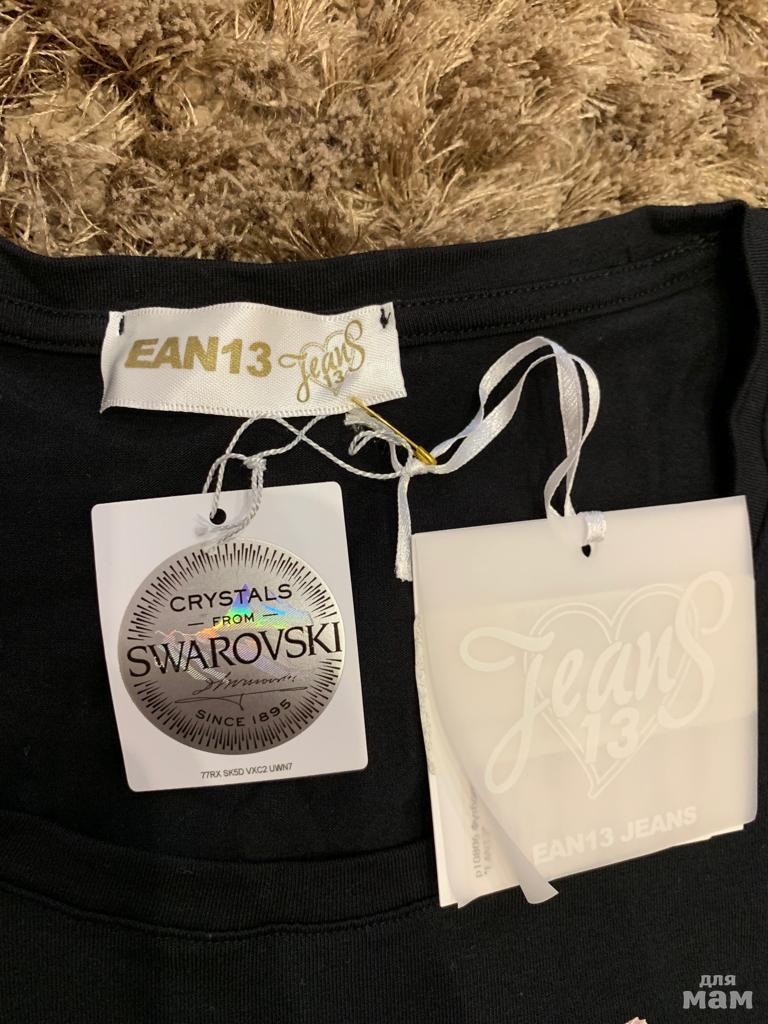 EAN13 Jeans
13
CRYSTALS
— FROM —
SWAROVSKI
SINCE 1895
77RX SK5D VXC2 UWN7
Jeans
13
EAN13 JEANS
для
мам